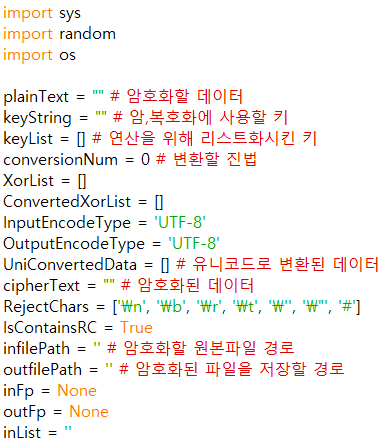 import sys
import random
import os
plainText = "" # 암호화할 데이터
keyString = "" # 암,복호화에 사용할 키
keyList = [] # 연산을 위해 리스트화시킨 키
conversionNum = 0 # 변환할 진법
XorList = []
ConvertedXorList = []
InputEncodeType = 'UTF-8'
OutputEncodeType = 'UTF-8'
UniConvertedData = [] # 유니코드로 변환된 데이터
cipherText = "" # 암호화된 데이터
RejectChars = ['₩n', '₩b', '₩r', '₩t', '₩'', '₩"', '#']
IsContainsRC = True
infilePath = '' # 암호화할 원본파일 경로
outfilePath = '' # 암호화된 파일을 저장할 경로
inFp = None
outFp = None
inList = ''